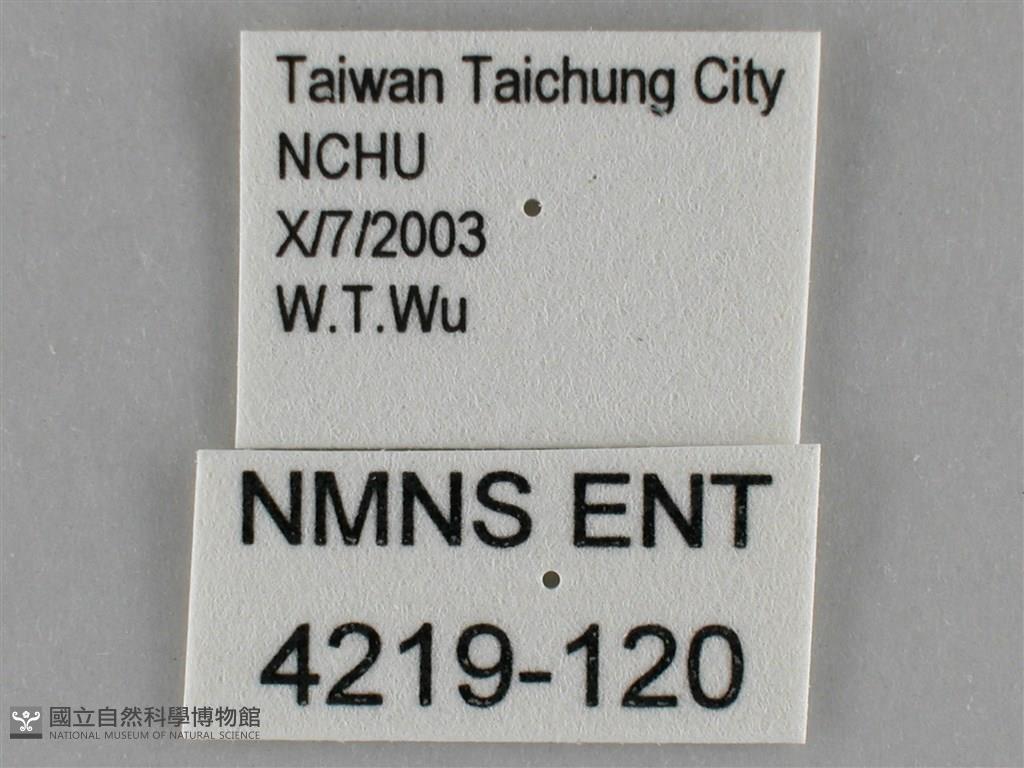 Taiwan Taichung City
NCHU
X/7/2003
W.T.Wu
NMNS ENT
4219-120
國立自然科學博物館
NATIONAL MUSEUM OF NATURAL SCIENCE